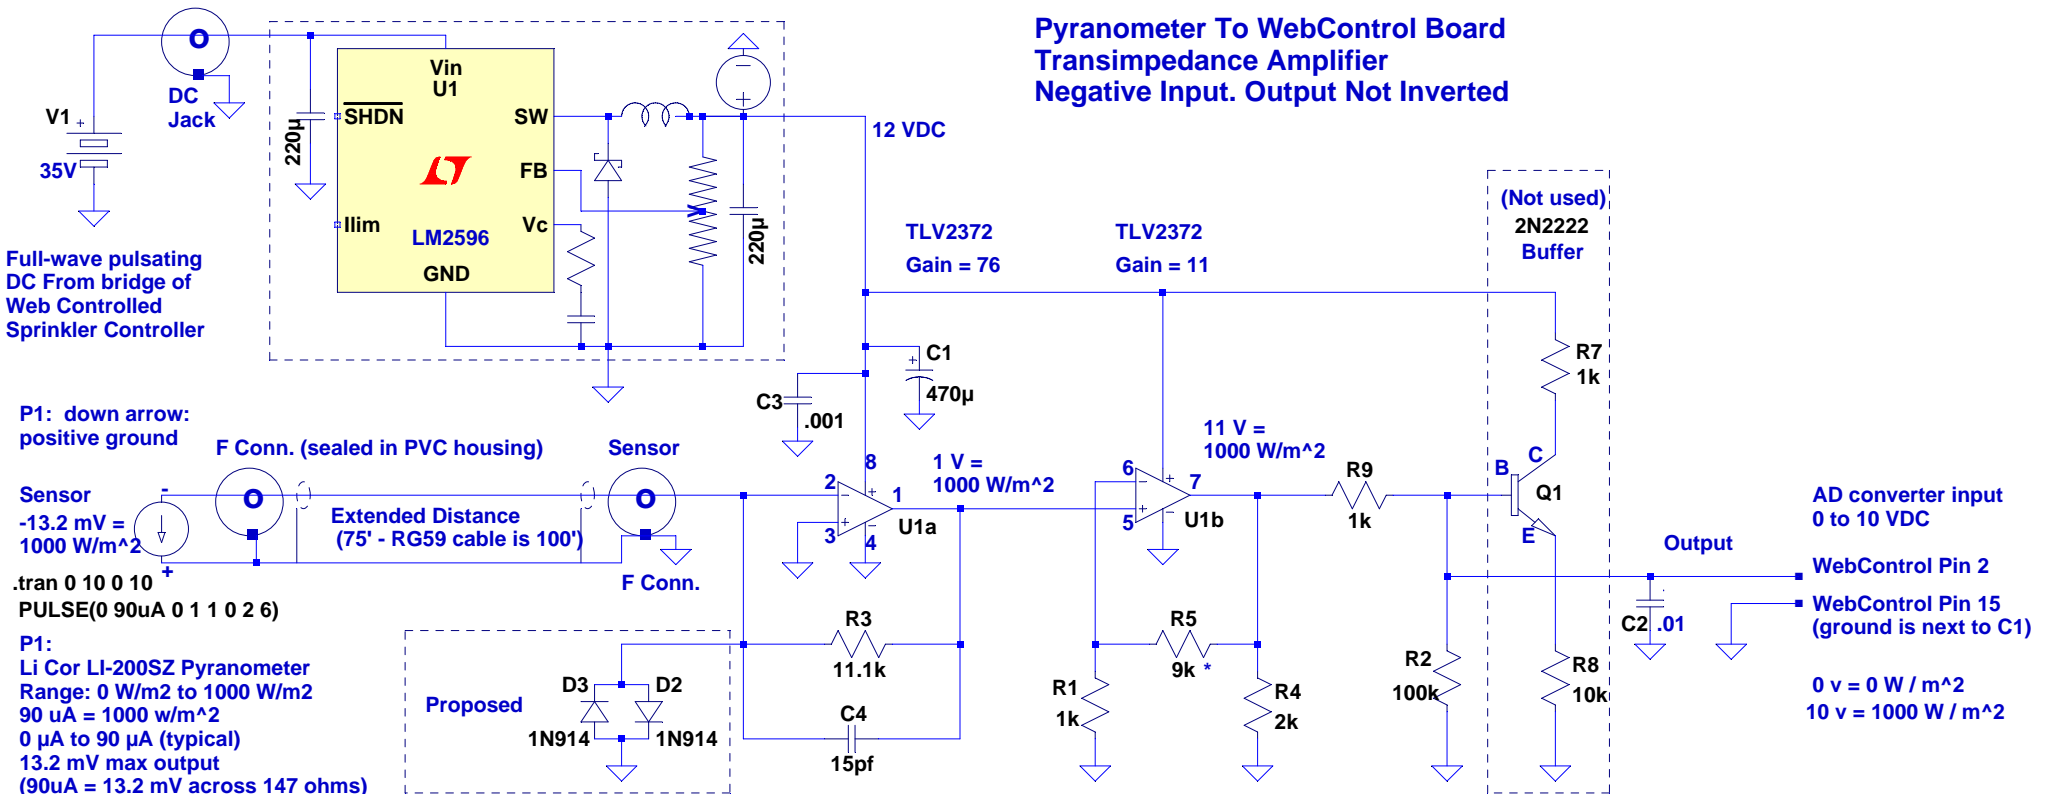 Pyranometer To WebControl Board
Transimpedance Amplifier
Negative Input. Output Not Inverted
O
DC
Jack
V1
+
35V
220µ
Vin
U1
SHDN
SW
FB
Ilim
LM2596
Vc
GND
−
+
220µ
12 VDC
Full-wave pulsating
DC From bridge of
Web Controlled
Sprinkler Controller
TLV2372
Gain = 76
TLV2372
Gain = 11
(Not used)
2N2222
Buffer
R7
1k
+
C1
470µ
C3
.001
P1: down arrow:
positive ground
F Conn. (sealed in PVC housing)
Sensor
O
O
Sensor
-13.2 mV =
1000 W/m^2
-
+
Extended Distance
(75' - RG59 cable is 100')
F Conn.
8
2
1
3
4
U1a
1 V =
1000 W/m^2
6
7
5
U1b
11 V =
1000 W/m^2
R9
1k
B
C
Q1
E
AD converter input
0 to 10 VDC
Output
WebControl Pin 2
WebControl Pin 15
(ground is next to C1)
C2 .01
.tran 0 10 0 10
PULSE(0 90uA 0 1 1 0 2 6)
P1:
Li Cor LI-200SZ Pyranometer
Range: 0 W/m2 to 1000 W/m2
90 uA = 1000 w/m^2
0 µA to 90 µA (typical)
13.2 mV max output
(90uA = 13.2 mV across 147 ohms)
Proposed
D3
D2
1N914
1N914
R3
11.1k
C4
15pf
R5
9k *
R1
1k
R4
2k
R2
100k
R8
10k
0 v = 0 W / m^2
10 v = 1000 W / m^2